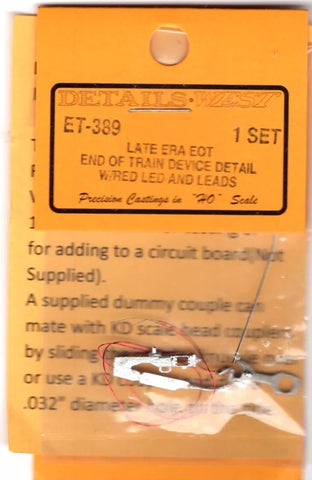 DETAILS WEST
ET-389
1 SET
LATE ERA EOT
END OF TRAIN DEVICE DETAIL
W/RED LED AND LEADS
Precision Castings in "HO" Scale
for adding to a circuit board(Not
Supplied).
A supplied dummy couple can
mate with KD scale head couplers
by sliding
or use a KD
.032" diameter